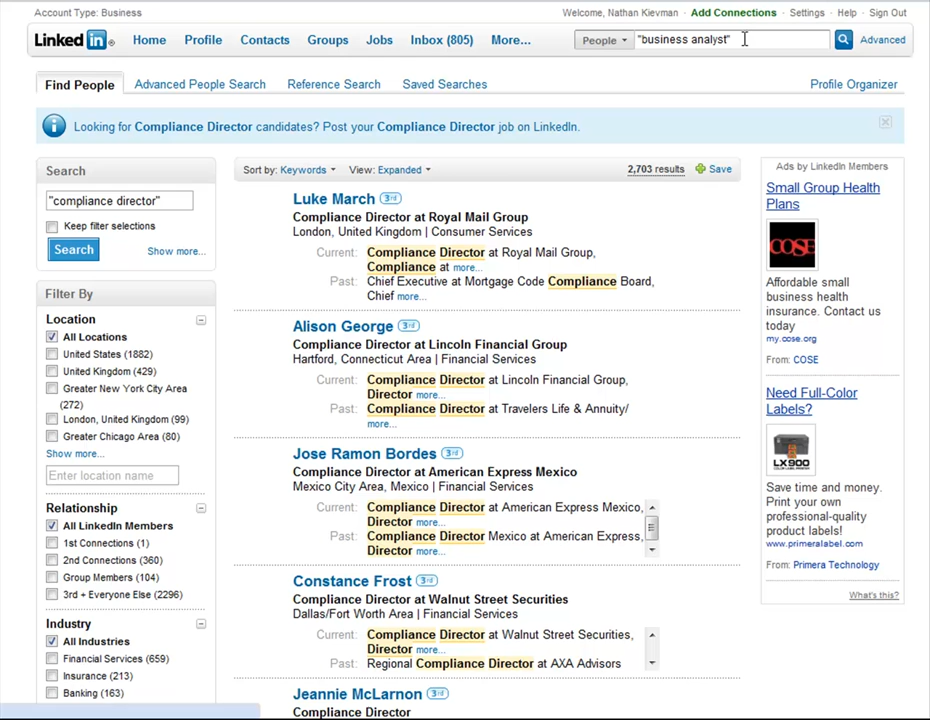 Account Type: Business
Welcome, Nathan Kievman. Add Connections Settings Help Sign Out
Linked in ® Home Profile Contacts Groups Jobs Inbox (805) More... People "business analyst" Advanced
Find People Advanced People Search Reference Search Saved Searches Profile Organizer
Looking for Compliance Director candidates? Post your Compliance Director job on LinkedIn.
Search
"compliance director"
Keep filter selections
Search Show more...
Filter By
Location
All Locations
United States (1882)
United Kingdom (429)
Greater New York City Area
(272)
London, United Kingdom (99)
Greater Chicago Area (80)
Show more...
Enter location name
Relationship
All LinkedIn Members
1st Connections (1)
2nd Connections (360)
Group Members (104)
3rd + Everyone Else (2296)
Industry
All Industries
Financial Services (659)
Insurance (213)
Banking (163)
Sort by: Keywords View: Expanded 2,703 results Save
Luke March 3rd
Compliance Director at Royal Mail Group
London, United Kingdom | Consumer Services
Current: Compliance Director at Royal Mail Group,
Compliance at more...
Past: Chief Executive at Mortgage Code Compliance Board,
Chief more...
Alison George 3rd
Compliance Director at Lincoln Financial Group
Hartford, Connecticut Area | Financial Services
Current: Compliance Director at Lincoln Financial Group,
Director more...
Past: Compliance Director at Travelers Life & Annuity/
more...
Jose Ramon Bordes 3rd
Compliance Director at American Express Mexico
Mexico City Area, Mexico | Financial Services
Current: Compliance Director at American Express Mexico,
Director more...
Past: Compliance Director Mexico at American Express,
Director more...
Constance Frost 3rd
Compliance Director at Walnut Street Securities
Dallas/Fort Worth Area | Financial Services
Current: Compliance Director at Walnut Street Securities,
Director more...
Past: Regional Compliance Director at AXA Advisors
Jeannie McLarnon 3rd
Compliance Director
Ads by LinkedIn Members
Small Group Health
Plans
COSE
Affordable small
business health
insurance. Contact us
today
my.cose.org
From: COSE
Need Full-Color
Labels?
LX900
Save time and money.
Print your own
professional-quality
product labels!
www.primeralabel.com
From: Primera Technology
What's this?